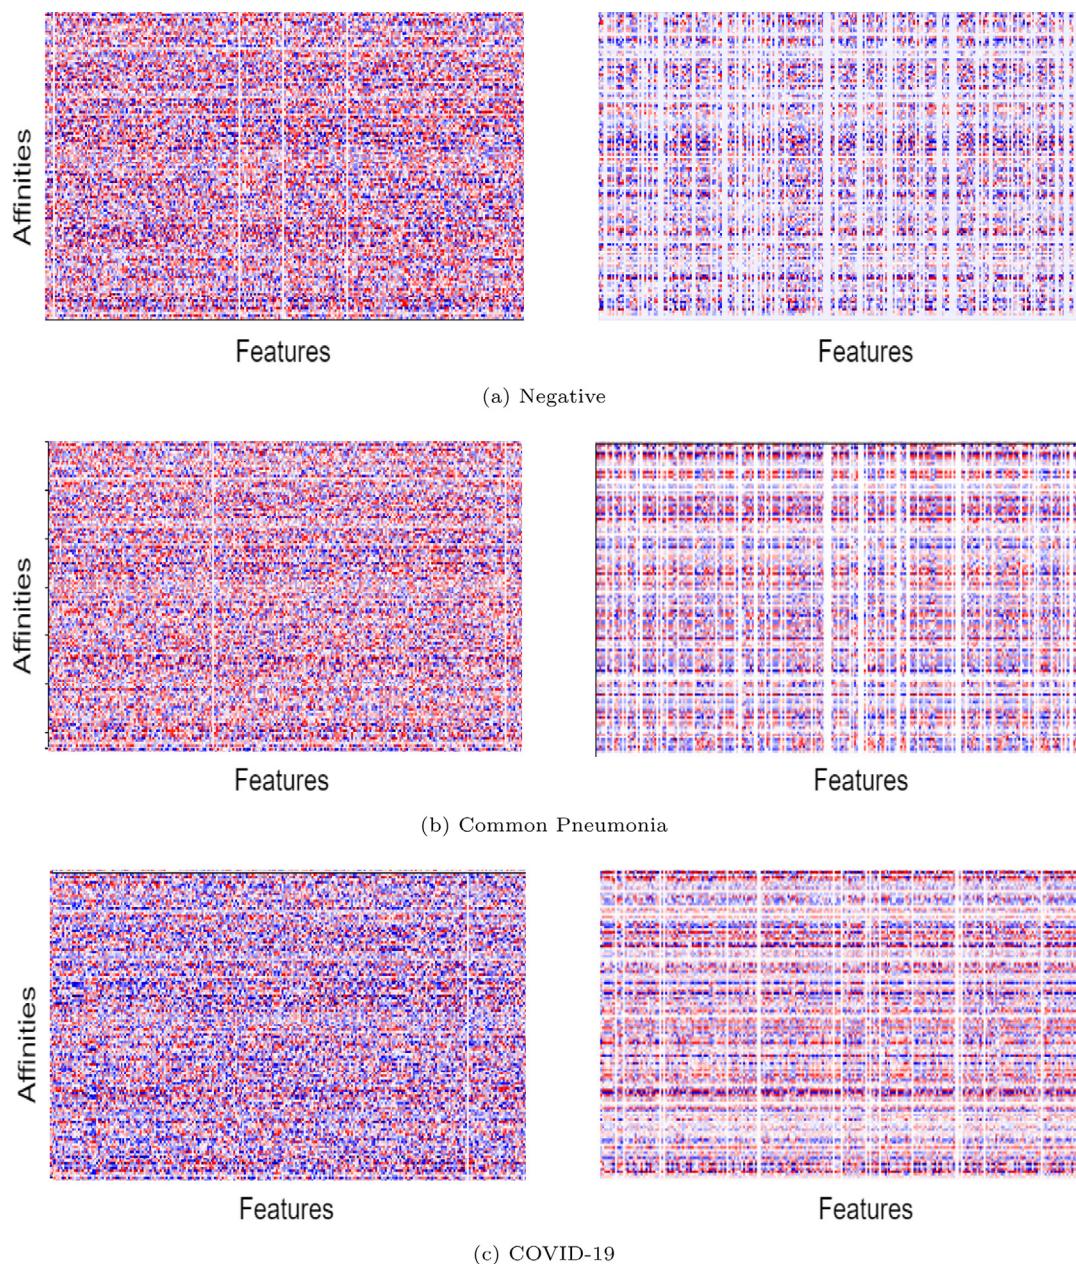 Affinities
Features
Features
(a) Negative
Affinities
Features
Features
(b) Common Pneumonia
Affinities
Features
Features
(c) COVID-19